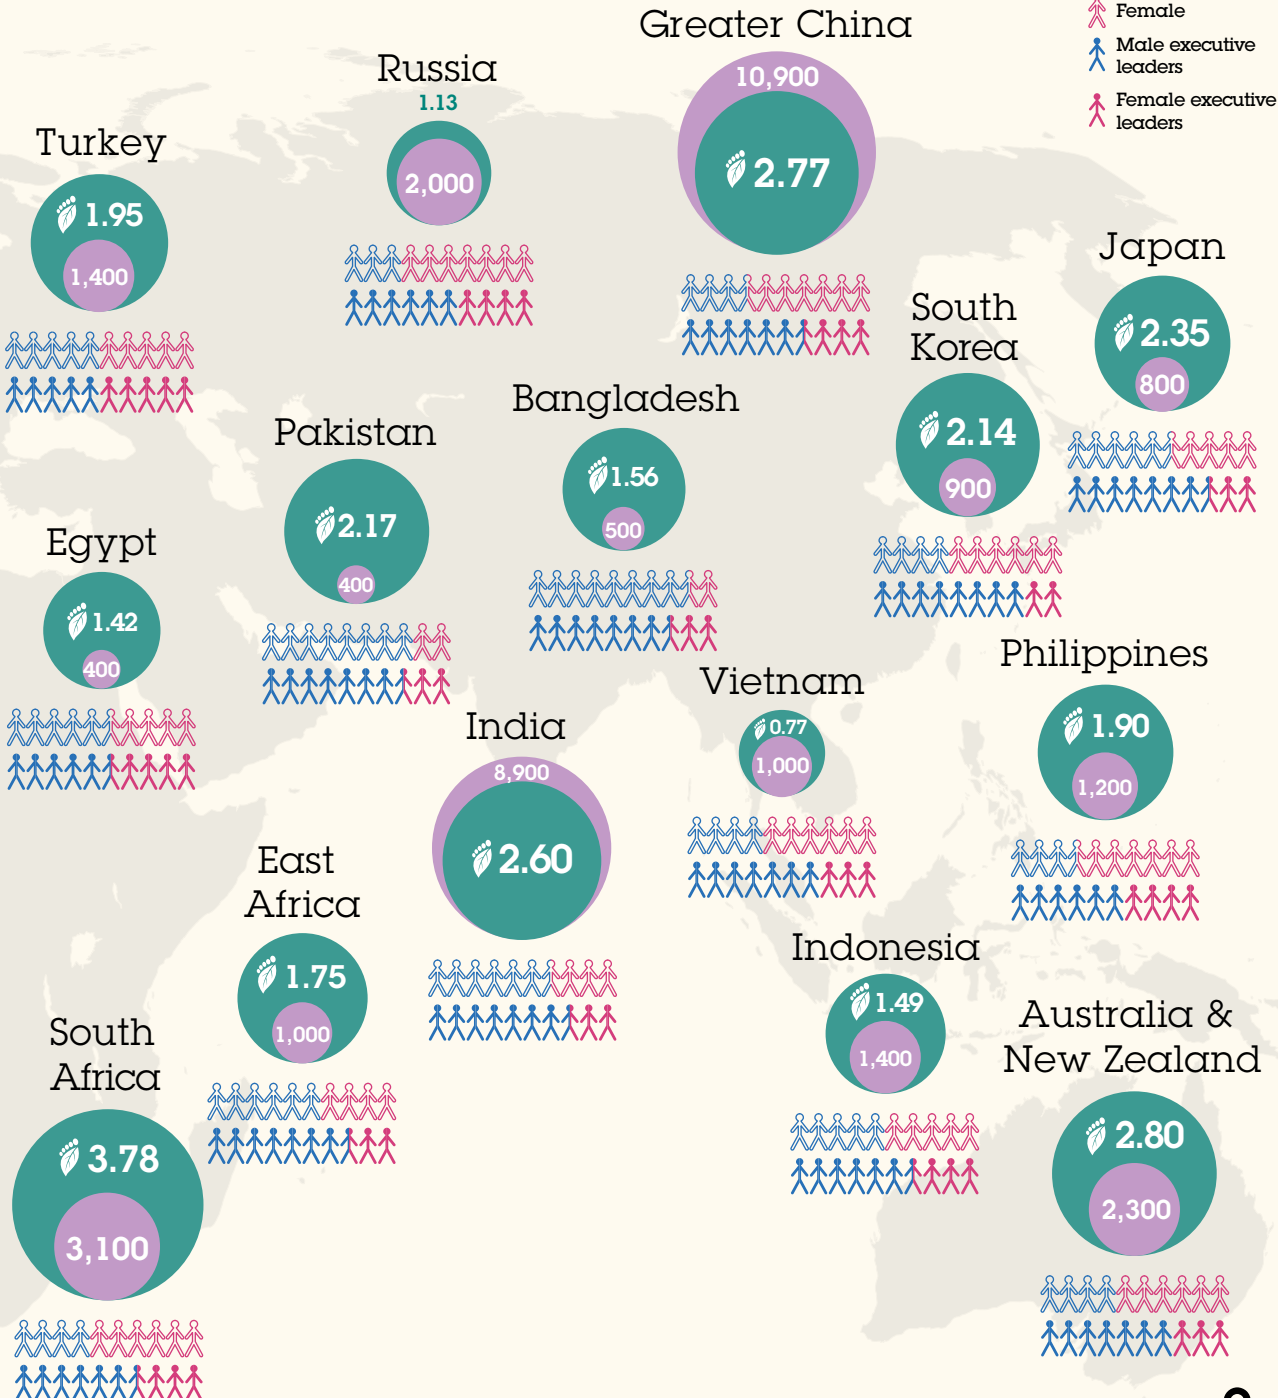 Female
Male executive
leaders
Female executive
leaders
Greater China
10,900
2.77
Russia
1.13
2,000
Turkey
1.95
1,400
Japan
2.35
800
South
Korea
2.14
900
Bangladesh
1.56
500
Pakistan
2.17
400
Egypt
1.42
400
Philippines
1.90
1,200
Vietnam
0.77
1,000
India
8,900
2.60
East
Africa
1.75
1,000
Indonesia
1.49
1,400
Australia &
New Zealand
2.80
2,300
South
Africa
3.78
3,100